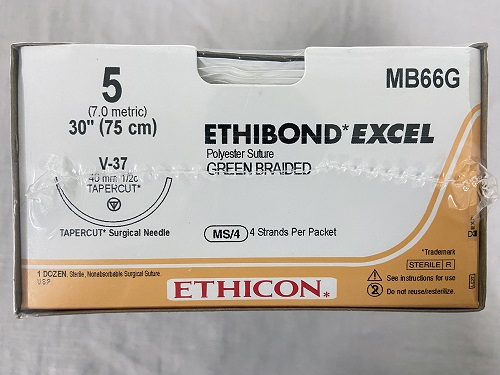 5
(7.0 metric)
30" (75 cm)
MB66G
ETHIBOND*EXCEL
Polyester Suture
GREEN BRAIDED
V-37
40 mm 1/2c
TAPERCUT*
TAPERCUT* Surgical Needle
MS/4 4 Strands Per Packet
*Trademark
STERILE R
See instructions for use
Do not reuse/resterilize.
1 DOZEN, Sterile, Nonabsorbable Surgical Suture.
U.S.P.
ETHICON*